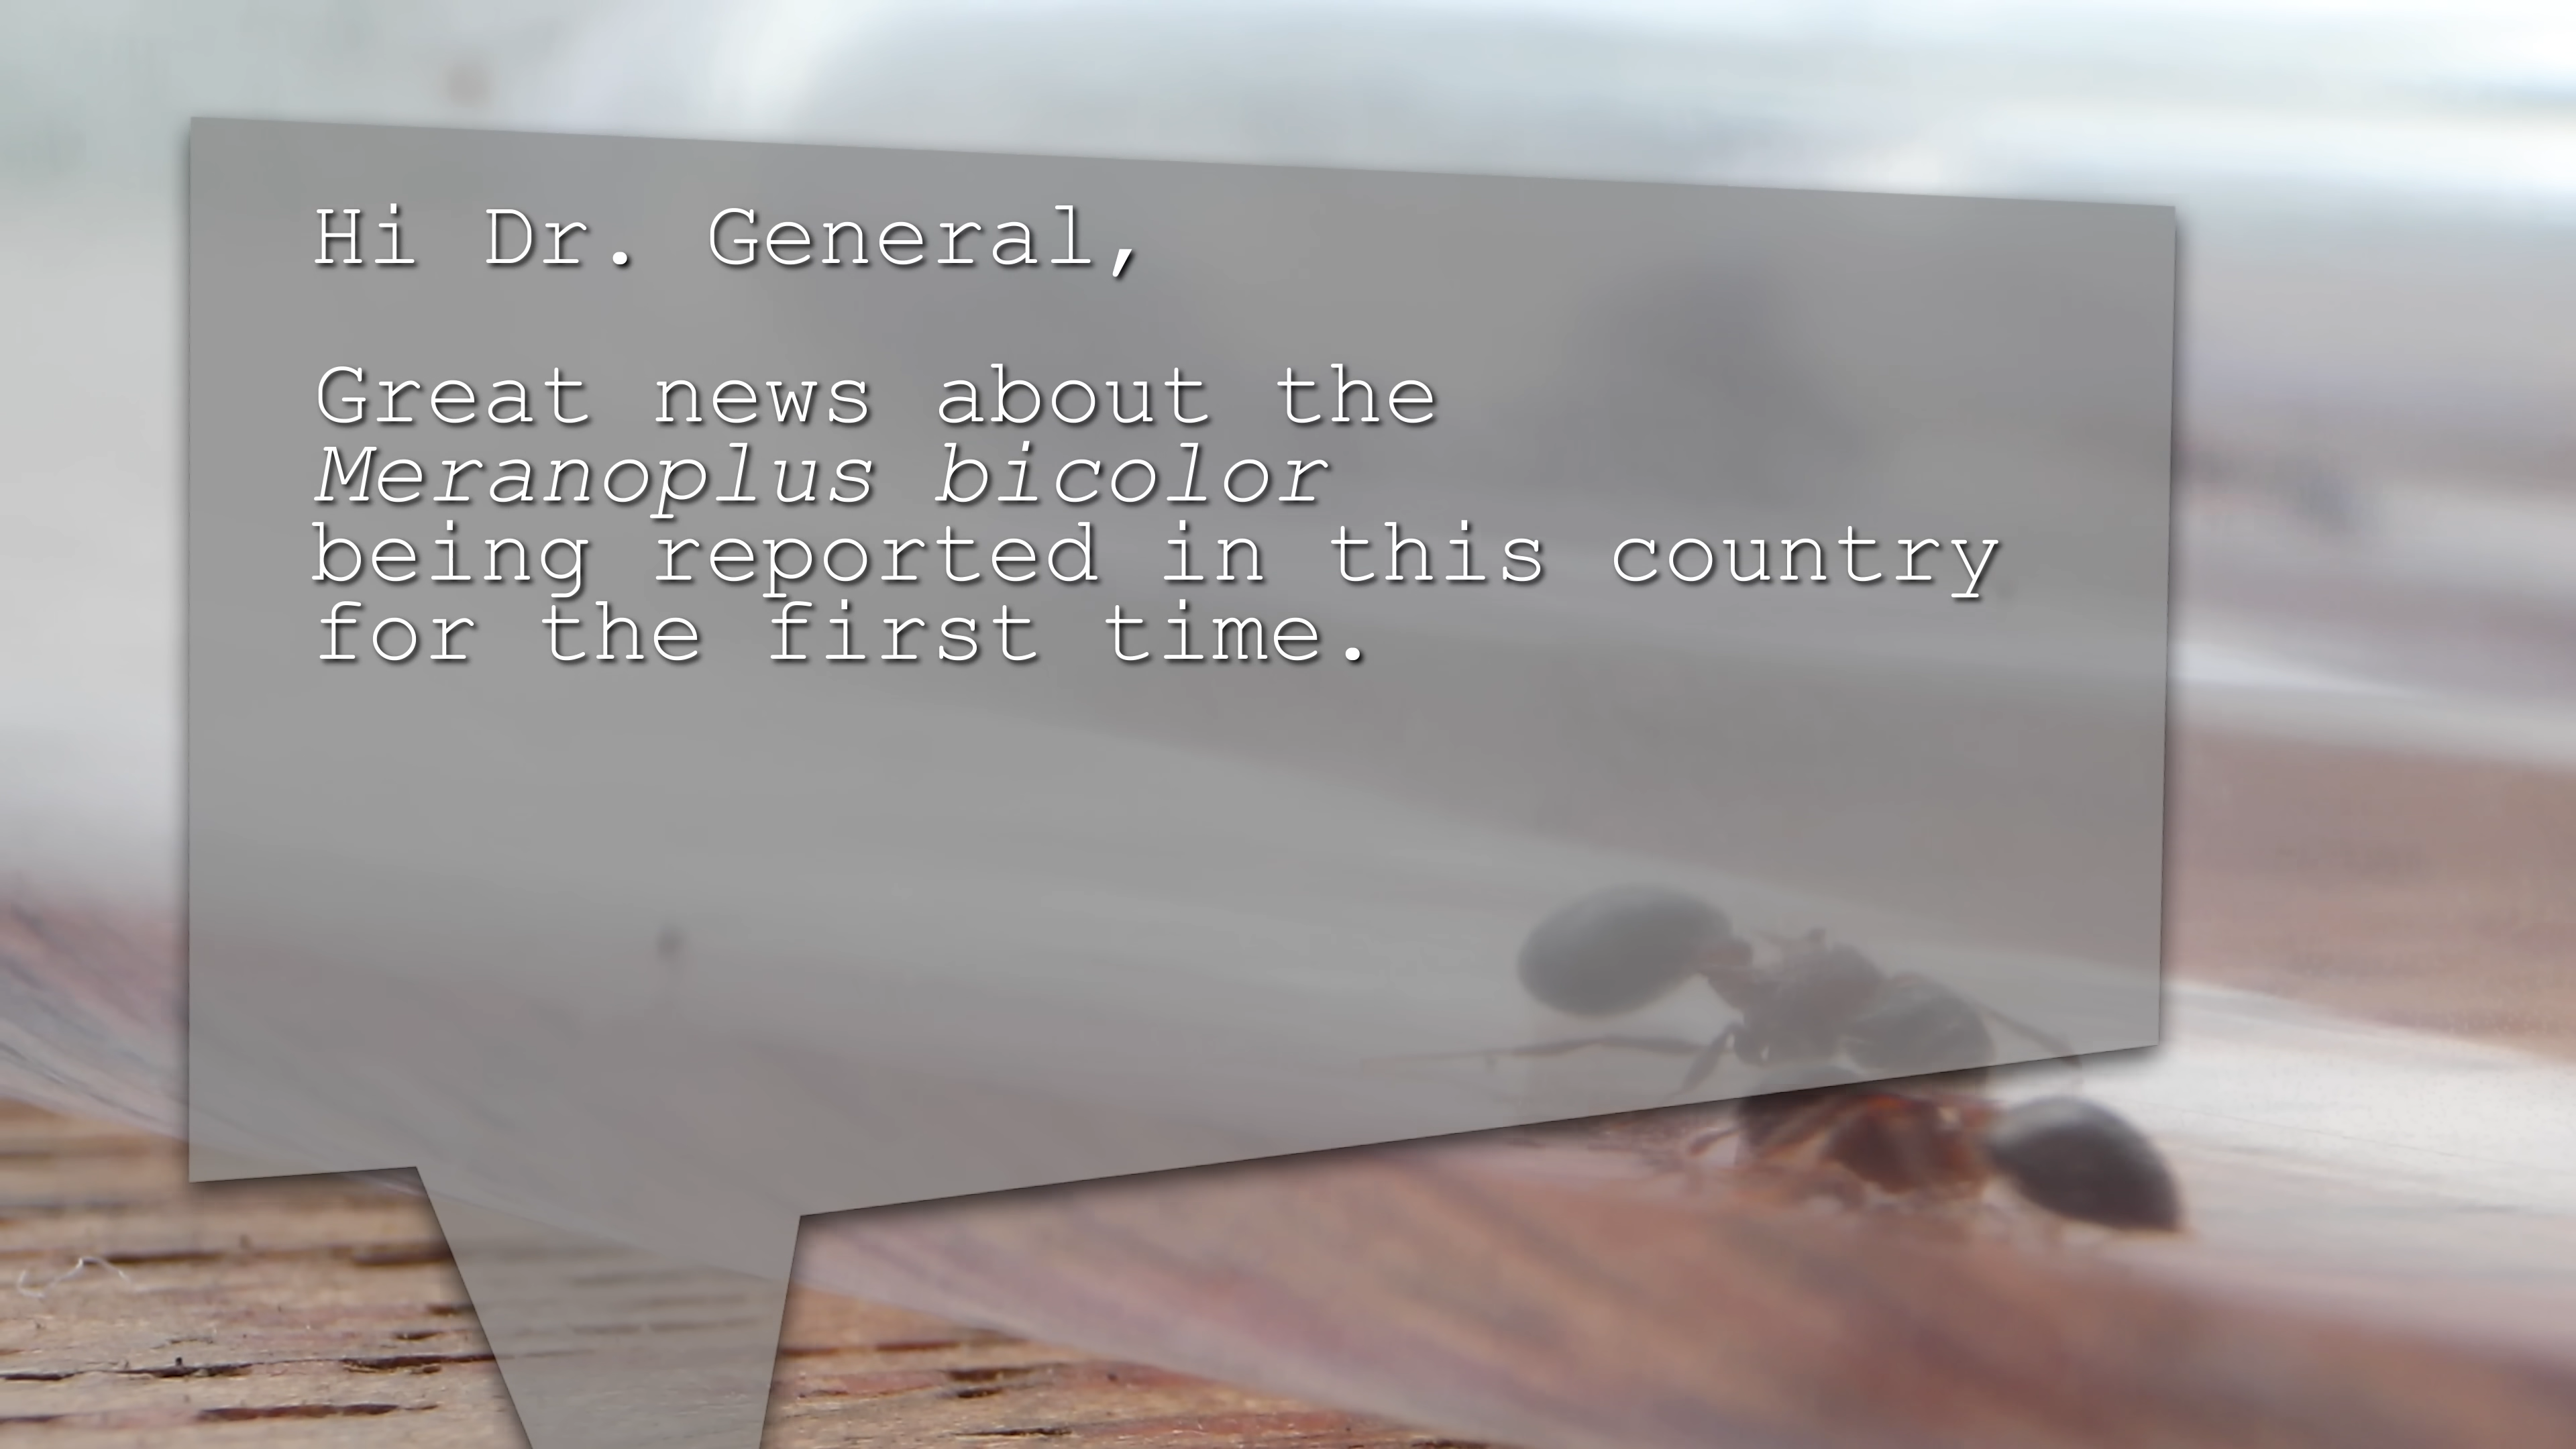 Hi Dr. General,
Great news about the
Meranoplus bicolor
being reported in this country
for the first time.